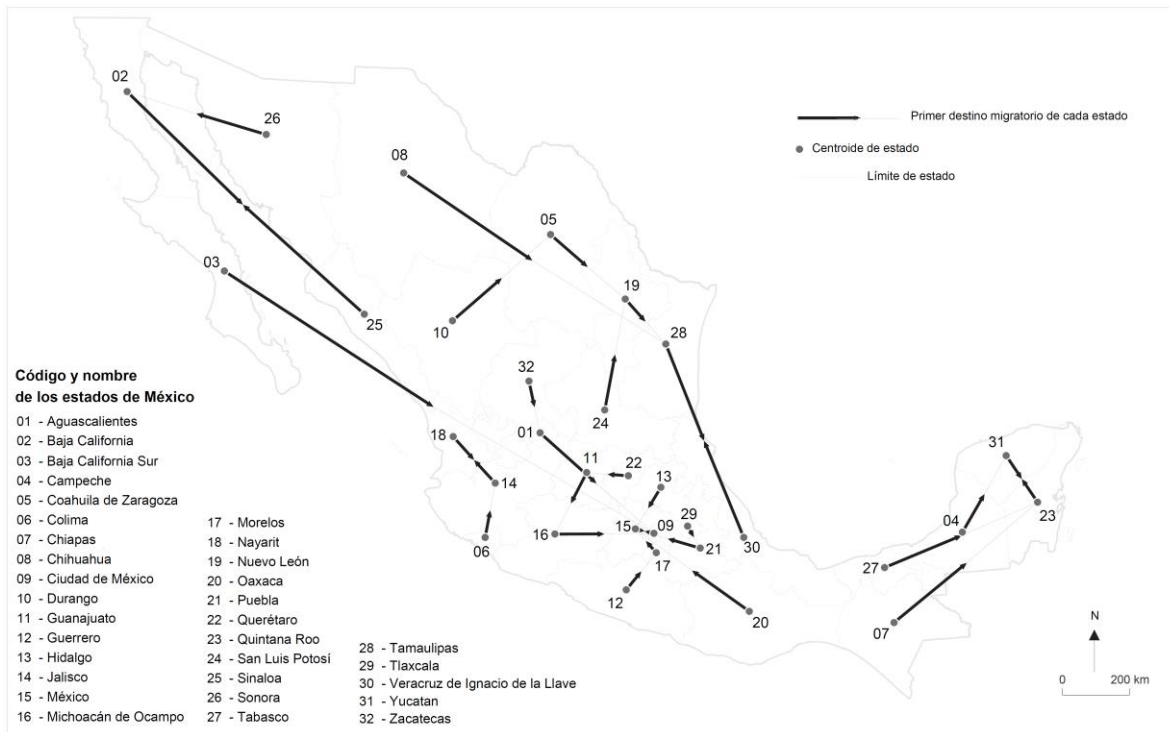 02
26
08
05
03
19
25
10
28
32
24
01
18
11
22
31
13
14
23
29
15
09
04
16
21
06
17
30
27
12
20
07
Primer destino migratorio de cada estado
Centroide de estado
Límite de estado
Código y nombre
de los estados de México
01 - Aguascalientes
02 - Baja California
03 - Baja California Sur
04 - Campeche
05 - Coahuila de Zaragoza
06 - Colima
07 - Chiapas
08 - Chihuahua
09 - Ciudad de México
10 - Durango
11 - Guanajuato
12 - Guerrero
13 - Hidalgo
14 - Jalisco
15 - México
16 - Michoacán de Ocampo
17 - Morelos
18 - Nayarit
19 - Nuevo León
20 - Oaxaca
21 - Puebla
22 - Querétaro
23 - Quintana Roo
24 - San Luis Potosí
25 - Sinaloa
26 - Sonora
27 - Tabasco
28 - Tamaulipas
29 - Tlaxcala
30 - Veracruz de Ignacio de la Llave
31 - Yucatan
32 - Zacatecas
N
0 200 km